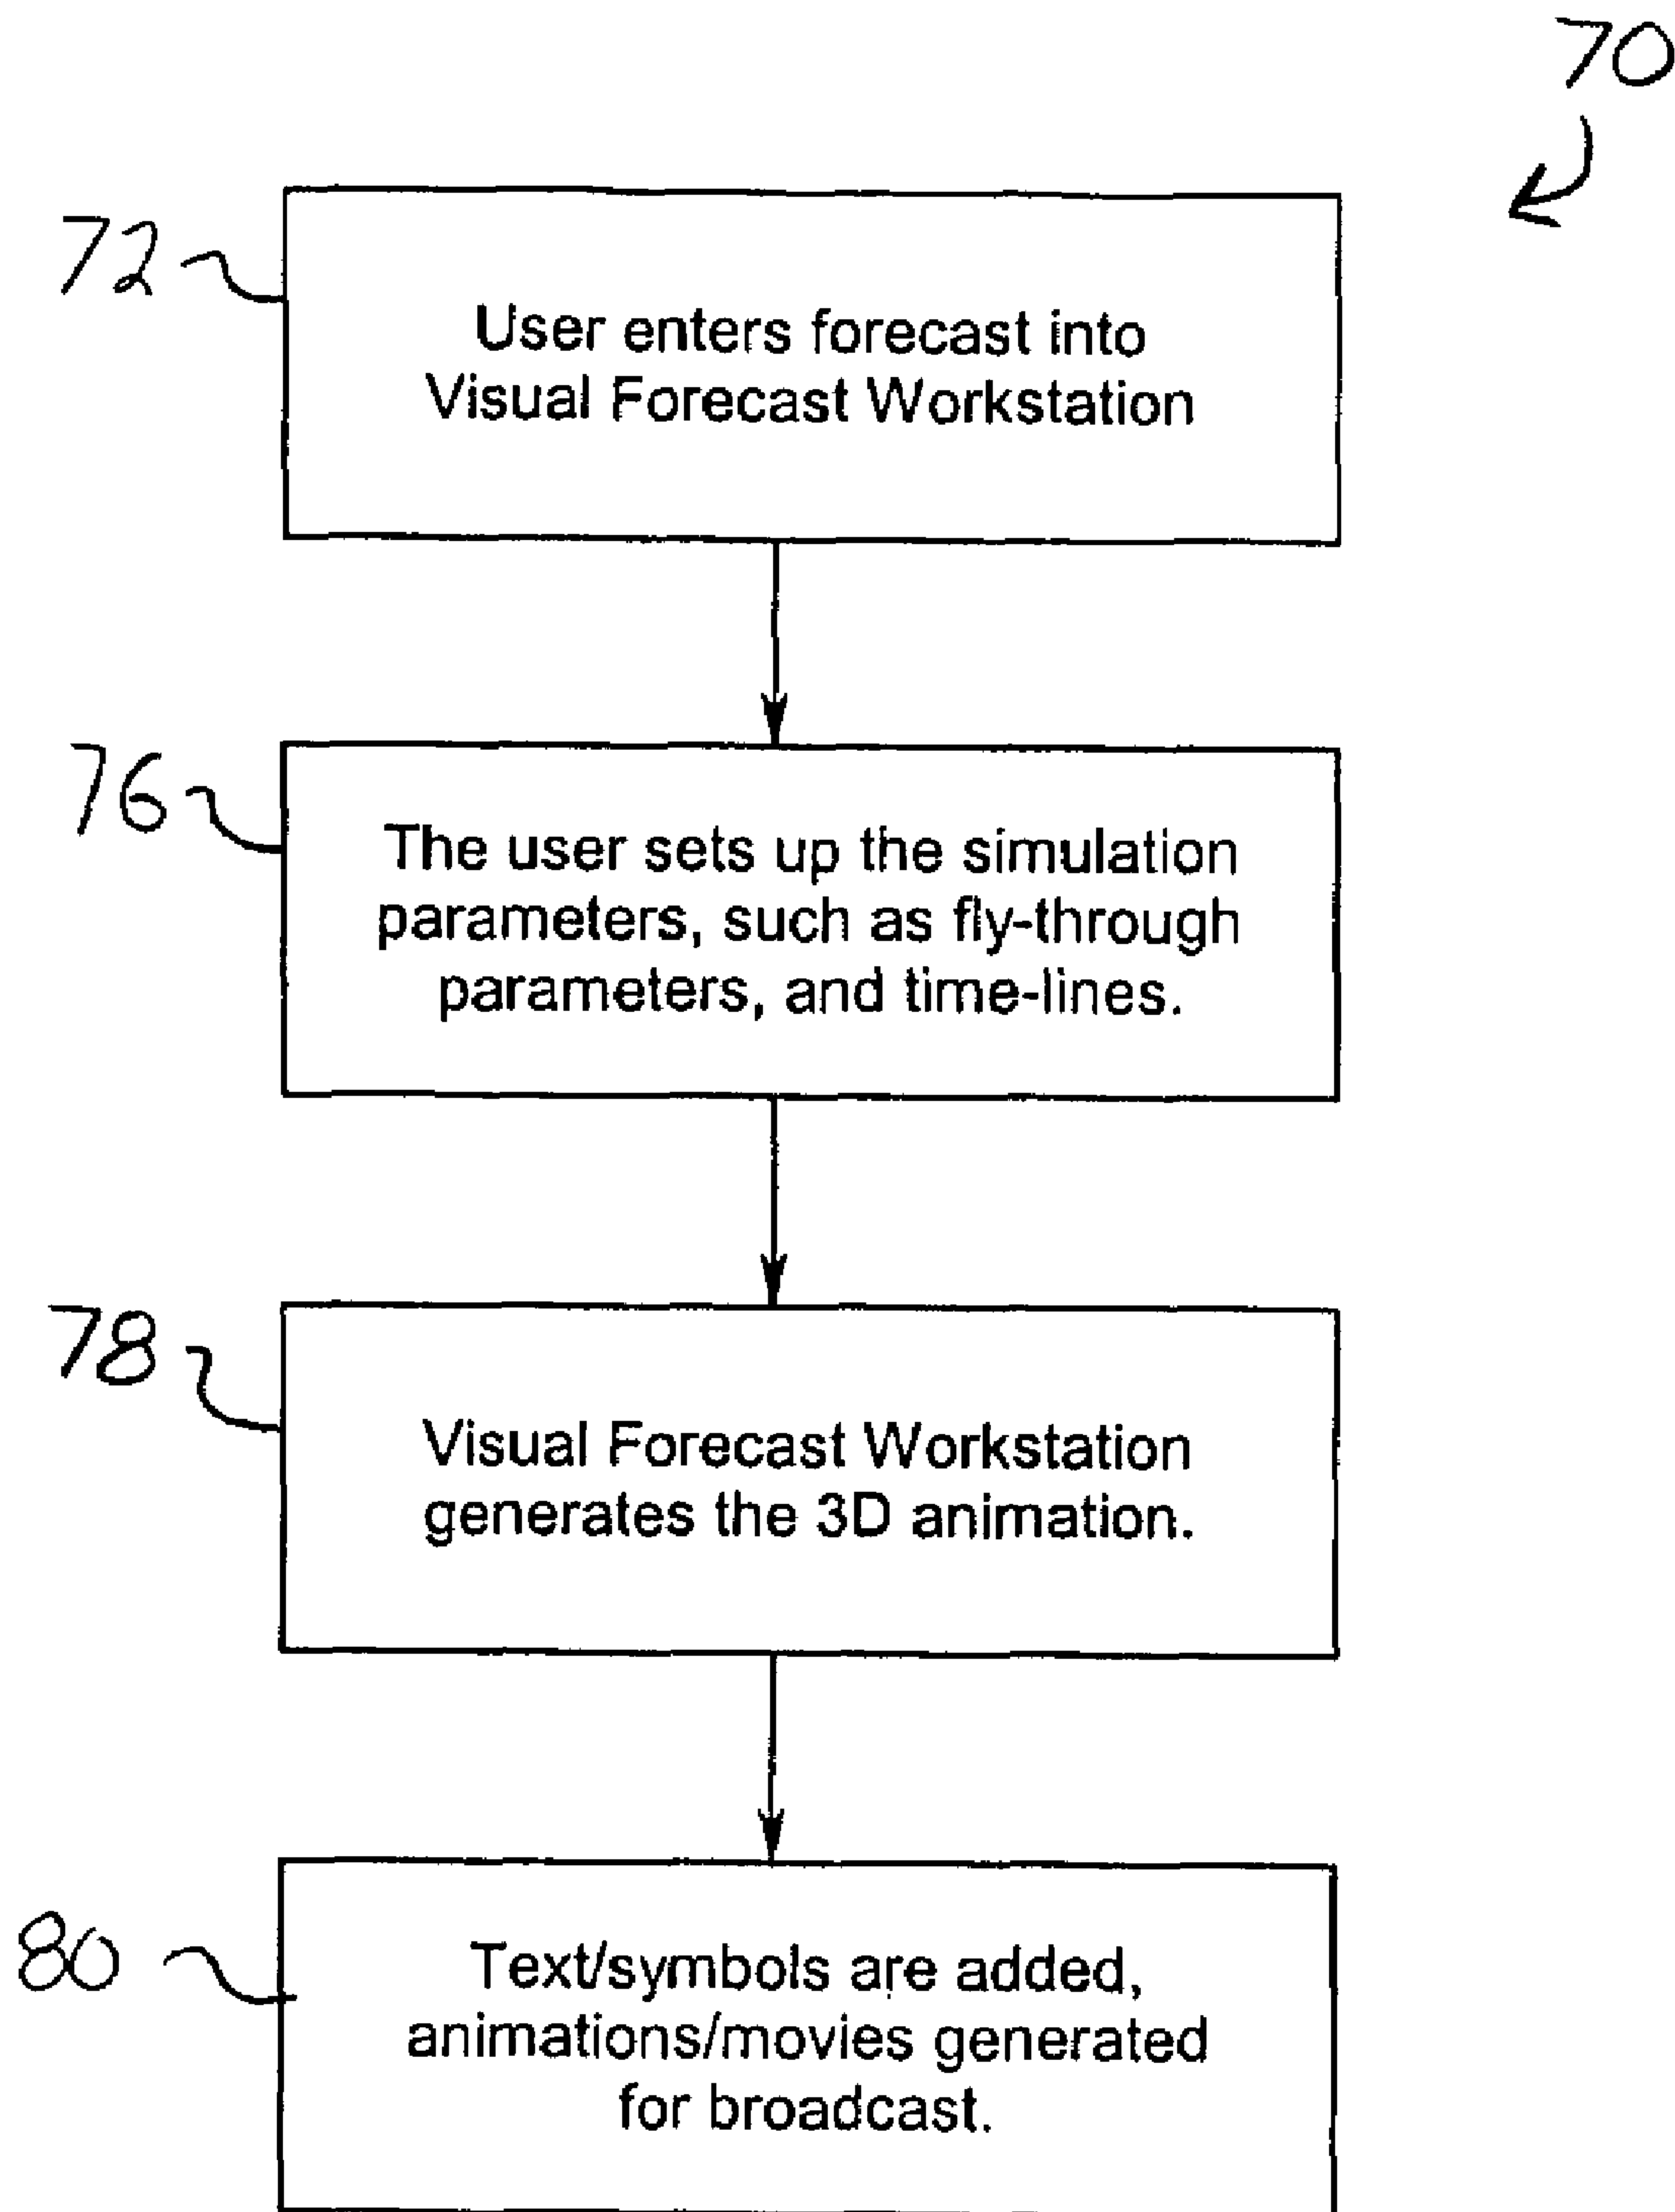 70
72
User enters forecast into
Visual Forecast Workstation
76
The user sets up the simulation
parameters, such as fly-through
parameters, and time-lines.
78
Visual Forecast Workstation
generates the 3D animation.
80
Text/symbols are added,
animations/movies generated
for broadcast.